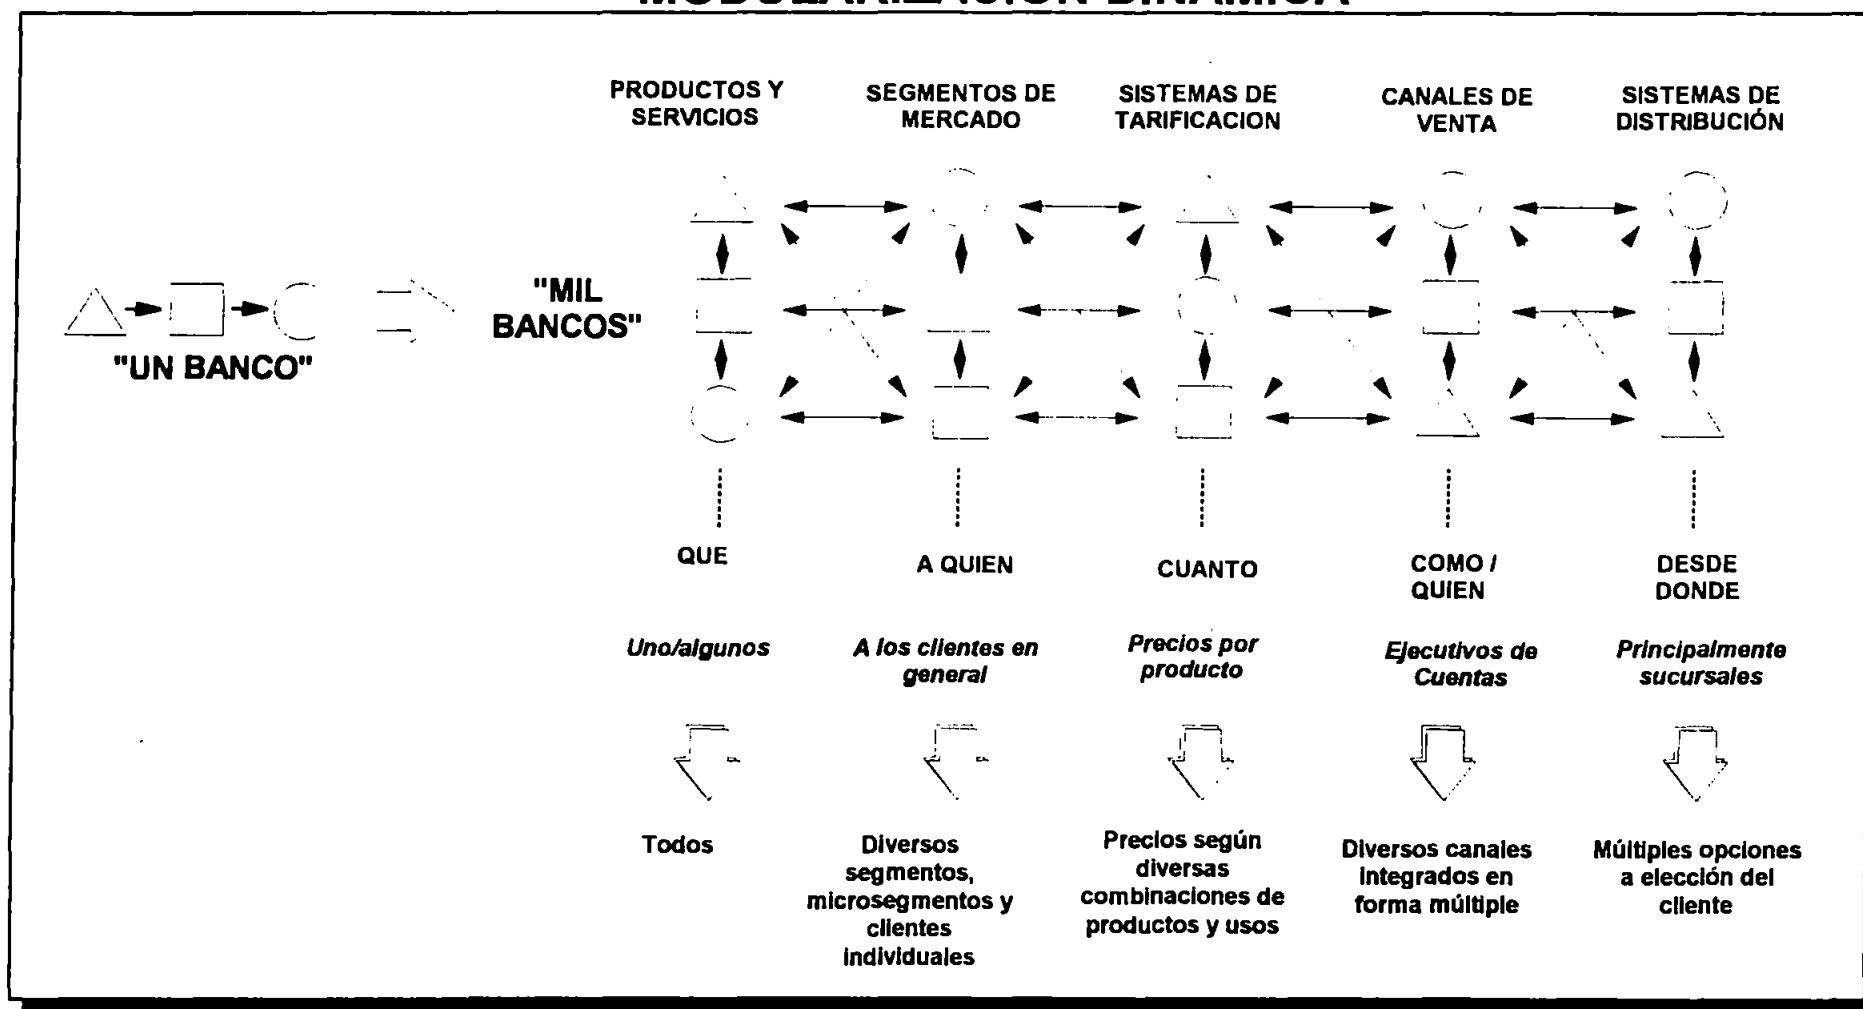 MODULARIZACION DINAMICA
PRODUCTOS Y
SERVICIOS
SEGMENTOS DE
MERCADO
SISTEMAS DE
TARIFICACION
CANALES DE
VENTA
SISTEMAS DE
DISTRIBUCIÓN
"UN BANCO"
"MIL
BANCOS"
QUE
A QUIEN
CUANTO
COMO /
QUIEN
DESDE
DONDE
Uno/algunos
A los clientes en
general
Precios por
producto
Ejecutivos de
Cuentas
Principalmente
sucursales
Todos
Diversos
segmentos,
microsegmentos y
clientes
individuales
Precios según
diversas
combinaciones de
productos y usos
Diversos canales
integrados en
forma múltiple
Múltiples opciones
a elección del
cliente